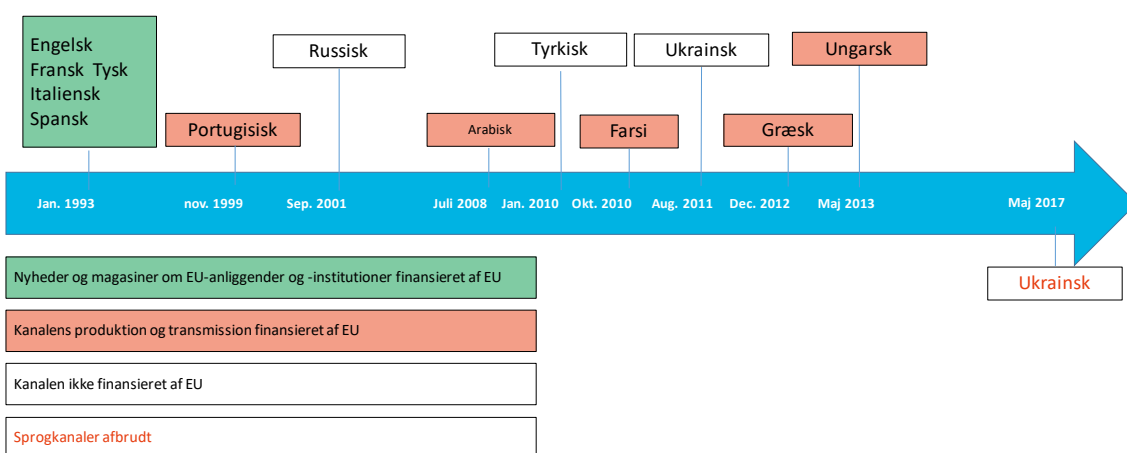 Engelsk
Fransk Tysk
Italiensk
Spansk
Russisk
Tyrkisk
Ukrainsk
Ungarsk
Portugisisk
Arabisk
Farsi
Græsk
Jan. 1993
nov. 1999
Sep. 2001
Juli 2008
Jan. 2010
Okt. 2010
Aug. 2011
Dec. 2012
Maj 2013
Maj 2017
Ukrainsk
Nyheder og magasiner om EU-anliggender og -institutioner finansieret af EU
Kanalens produktion og transmission finansieret af EU
Kanalen ikke finansieret af EU
Sprogkanaler afbrudt